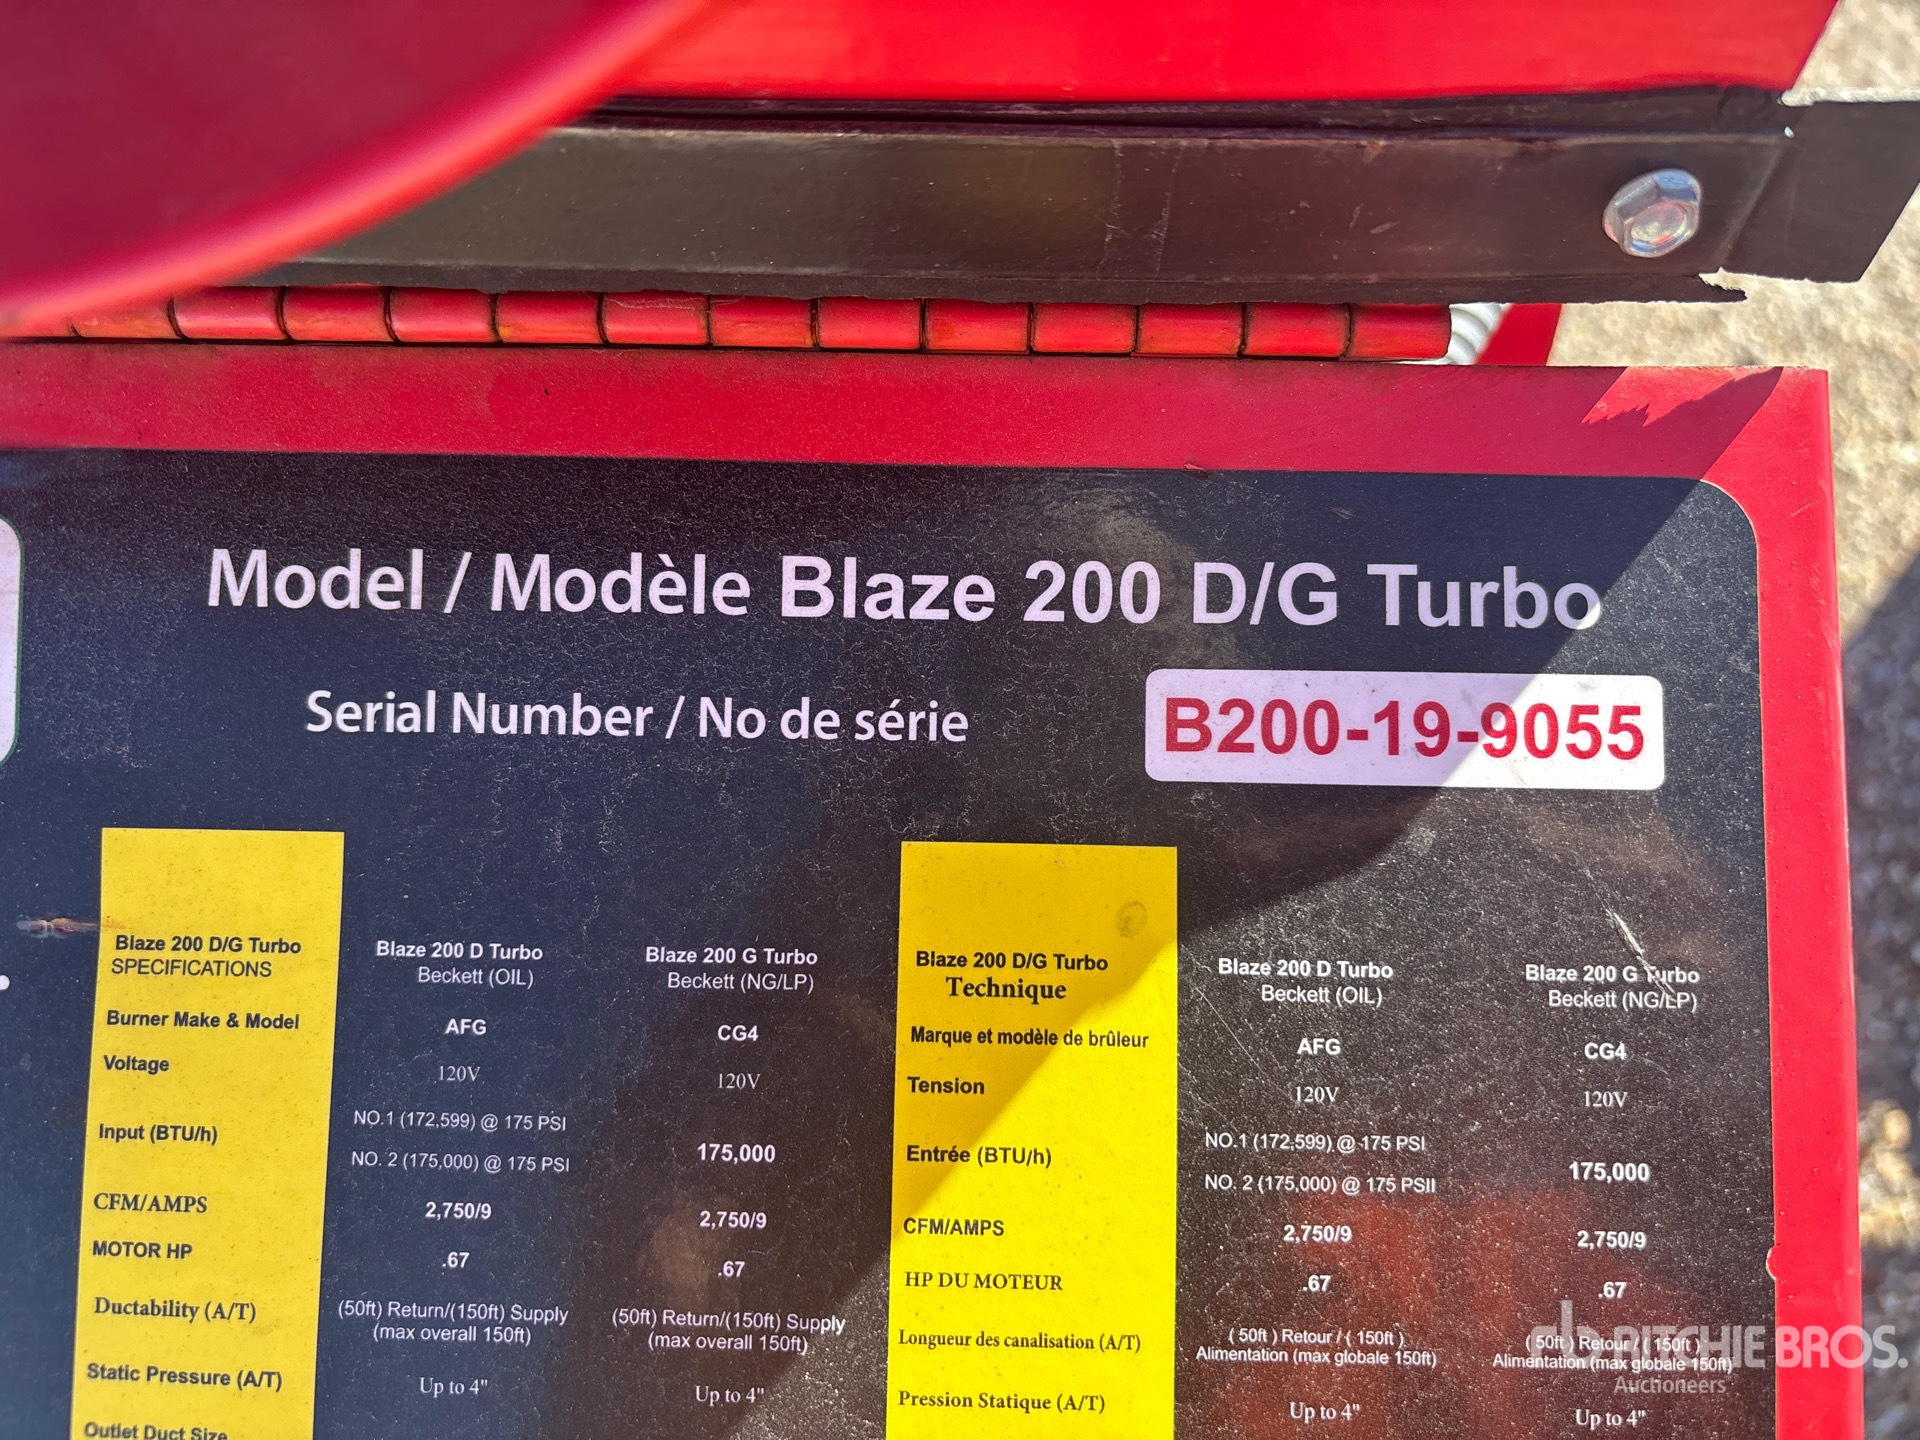 Model / Modèle Blaze 200 D/G Turbo
Serial Number / No de série B200-19-9055
Blaze 200 D/G Turbo Blaze 200 D Turbo Blaze 200 G Turbo
SPECIFICATIONS Beckett (OIL) Beckett (NG/LP)
Burner Make & Model AFG CG4
Voltage 120V 120V
NO.1 (172,599) @ 175 PSI
Input (BTU/h) 175,000
NO. 2 (175,000) @ 175 PSI
CFM/AMPS 2,750/9 2,750/9
MOTOR HP .67 .67
Ductability (A/T) (50ft) Return/(150ft) Supply (50ft) Return/(150ft) Supply
(max overall 150ft) (max overall 150ft)
Static Pressure (A/T) Up to 4" Up to 4"
Outlet Duct Size
Blaze 200 D/G Turbo Blaze 200 D Turbo Blaze 200 G Turbo
Technique Beckett (OIL) Beckett (NG/LP)
Marque et modèle de brûleur AFG CG4
Tension 120V 120V
NO.1 (172,599) @ 175 PSI
Entrée (BTU/h) 175,000
NO. 2 (175,000) @ 175 PSII
CFM/AMPS 2,750/9 2,750/9
HP DU MOTEUR .67 .67
Longueur des canalisation (A/T) ( 50ft ) Retour / ( 150ft ) ( 50ft ) Retour / ( 150ft )
Alimentation (max globale 150ft) Alimentation (max globale 150ft)
Pression Statique (A/T) Up to 4" Up to 4"
RITCHIE BROS.
Auctioneers